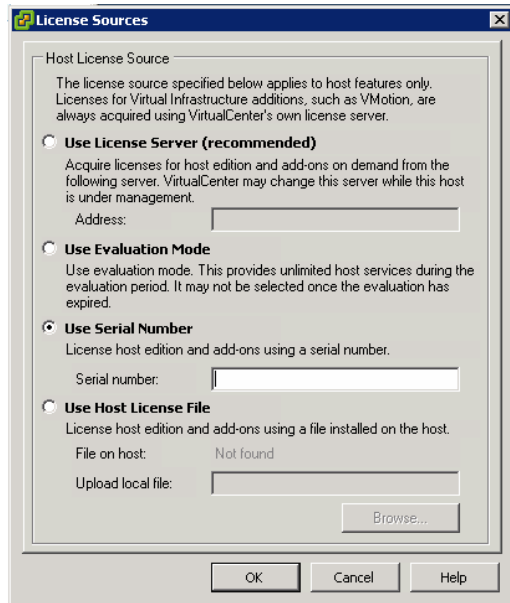 License Sources
Host License Source
The license source specified below applies to host features only.
Licenses for Virtual Infrastructure additions, such as VMotion, are
always acquired using VirtualCenter's own license server.
Use License Server (recommended)
Acquire licenses for host edition and add-ons on demand from the
following server. VirtualCenter may change this server while this host
is under management.
Address:
Use Evaluation Mode
Use evaluation mode. This provides unlimited host services during the
evaluation period. It may not be selected once the evaluation has
expired.
Use Serial Number
License host edition and add-ons using a serial number.
Serial number:
Use Host License File
License host edition and add-ons using a file installed on the host.
File on host: Not found
Upload local file:
Browse...
OK Cancel Help